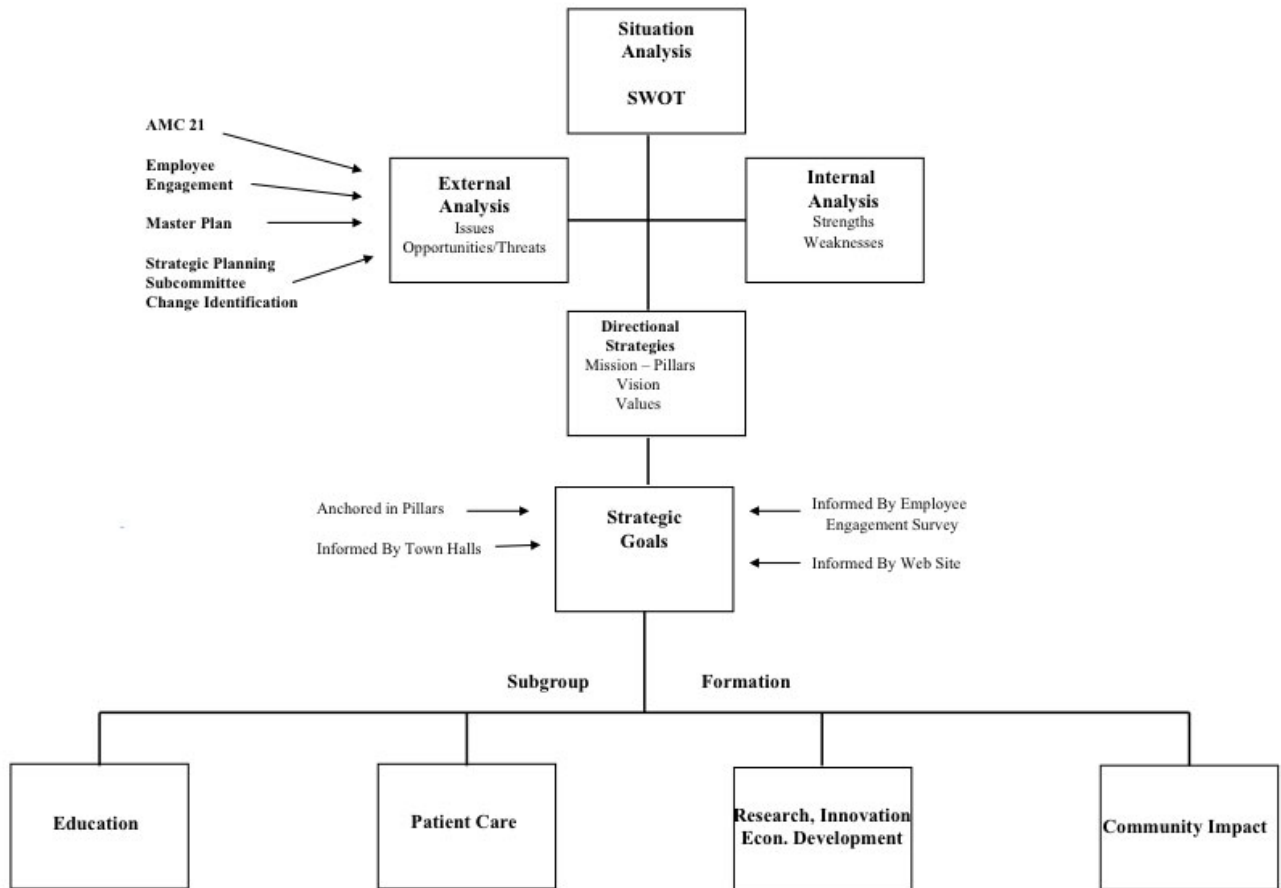 Situation
Analysis
SWOT
AMC 21
Employee
Engagement
Master Plan
Strategic Planning
Subcommittee
Change Identification
External
Analysis
Issues
Opportunities/Threats
Internal
Analysis
Strengths
Weaknesses
Directional
Strategies
Mission – Pillars
Vision
Values
Anchored in Pillars
Informed By Town Halls
Strategic
Goals
Informed By Employee
Engagement Survey
Informed By Web Site
Subgroup Formation
Education
Patient Care
Research, Innovation
Econ. Development
Community Impact